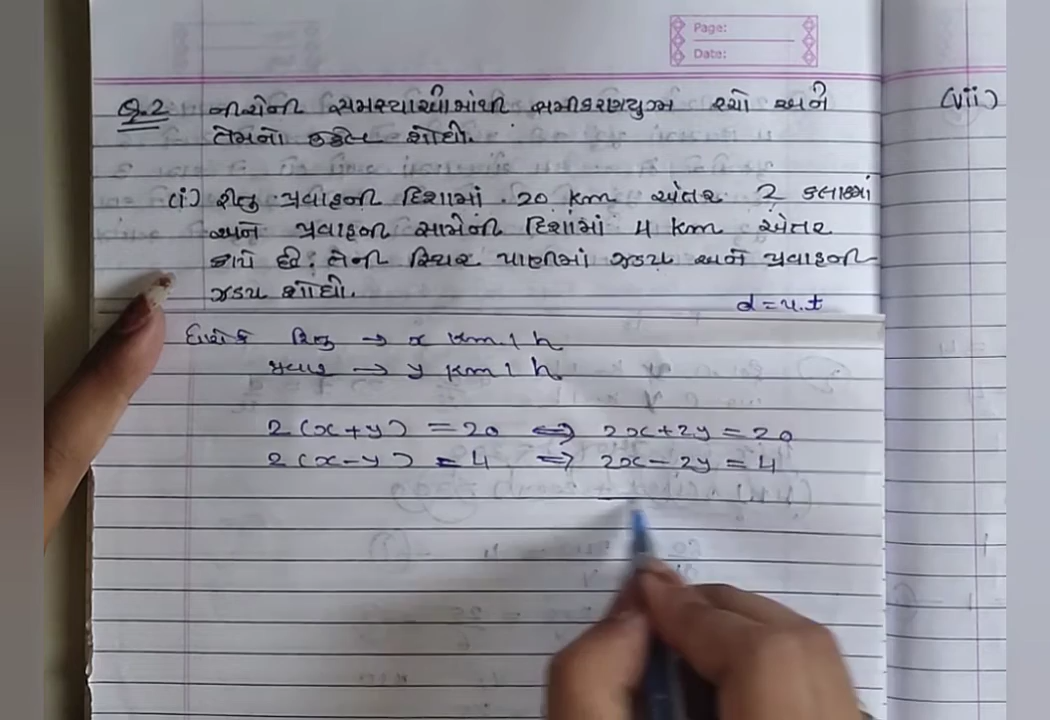 Page:
Date:
Q.2 નીચેની સમસ્યાઓમાંથી સમીકરણયુગ્મ રચો અને
તેમનો ઉકેલ શોધો.
(vii)
(i) રીતુ પ્રવાહની દિશામાં 20 km અંતર 2 કલાકમાં
અને પ્રવાહની સામેની દિશામાં 4 km અંતર
કાપે છે. તેની સ્થિર પાણીમાં ઝડપ અને પ્રવાહની
ઝડપ શોધો.
d = v.t
ધારોકે રિતુ → x km/h
પ્રવાહ → y km/h
2(x+y) = 20 ⇔ 2x+2y = 20
2(x-y) = 4 ⇒ 2x-2y = 4